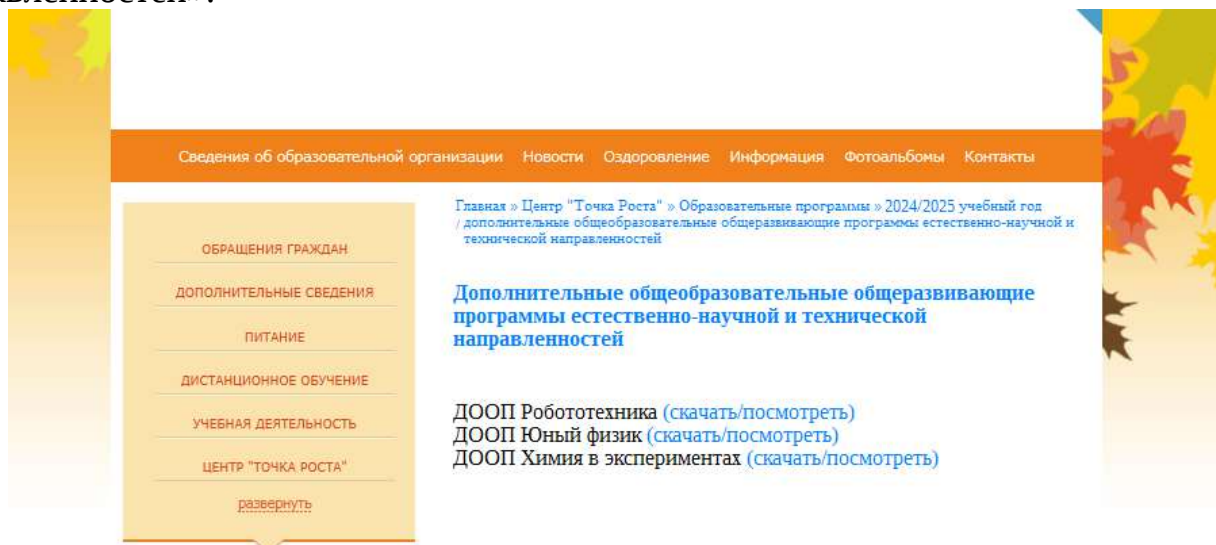 Сведения об образовательной организации Новости Оздоровление Информация Фотоальбомы Контакты
ОБРАЩЕНИЯ ГРАЖДАН
ДОПОЛНИТЕЛЬНЫЕ СВЕДЕНИЯ
ПИТАНИЕ
ДИСТАНЦИОННОЕ ОБУЧЕНИЕ
УЧЕБНАЯ ДЕЯТЕЛЬНОСТЬ
ЦЕНТР "ТОЧКА РОСТА"
развернуть
Главная » Центр "Точка Роста" » Образовательные программы » 2024/2025 учебный год
/ дополнительные общеобразовательные общеразвивающие программы естественно-научной и
технической направленностей
Дополнительные общеобразовательные общеразвивающие
программы естественно-научной и технической
направленностей
ДООП Робототехника (скачать/посмотреть)
ДООП Юный физик (скачать/посмотреть)
ДООП Химия в экспериментах (скачать/посмотреть)